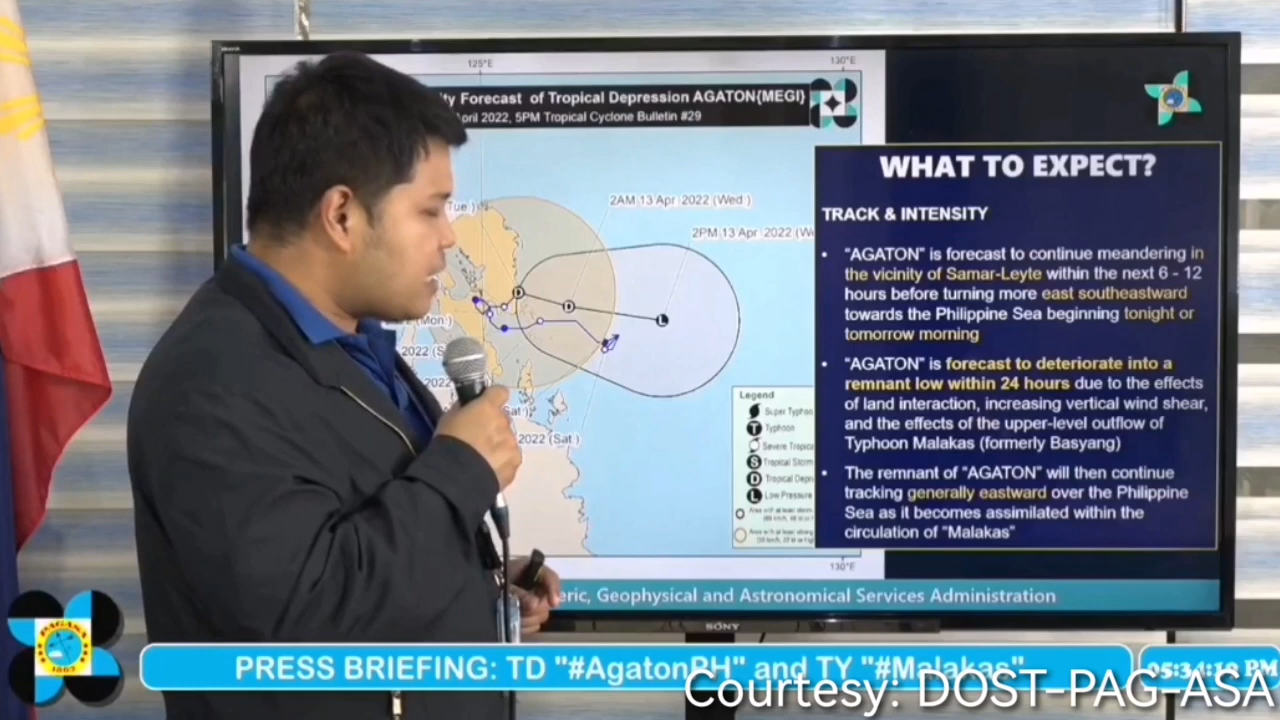 125°E
130°E
ty Forecast of Tropical Depression AGATON{MEGI}
April 2022, 5PM Tropical Cyclone Bulletin #29
WHAT TO EXPECT?
TRACK & INTENSITY
• "AGATON" is forecast to continue meandering in
the vicinity of Samar-Leyte within the next 6 - 12
hours before turning more east southeastward
towards the Philippine Sea beginning tonight or
tomorrow morning
• "AGATON" is forecast to deteriorate into a
remnant low within 24 hours due to the effects
of land interaction, increasing vertical wind shear,
and the effects of the upper-level outflow of
Typhoon Malakas (formerly Basyang)
• The remnant of "AGATON" will then continue
tracking generally eastward over the Philippine
Sea as it becomes assimilated within the
circulation of "Malakas"
Tue.)
2AM 13 Apr 2022 (Wed.)
2PM 13 Apr 2022 (We
D
D
L
(Mon.)
2022 (S
2022
Sat.)
2022 (Sat.)
Legend
Super Typhoo
T Typhoon
Severe Tropica
S Tropical Storm
D Tropical Depre
L Low Pressure
130°E
eric, Geophysical and Astronomical Services Administration
SONY
PAGASA
1865
PRESS BRIEFING: TD "#AgatonPH" and TY "#Malakas"
PM
Courtesy: DOST-PAG-ASA